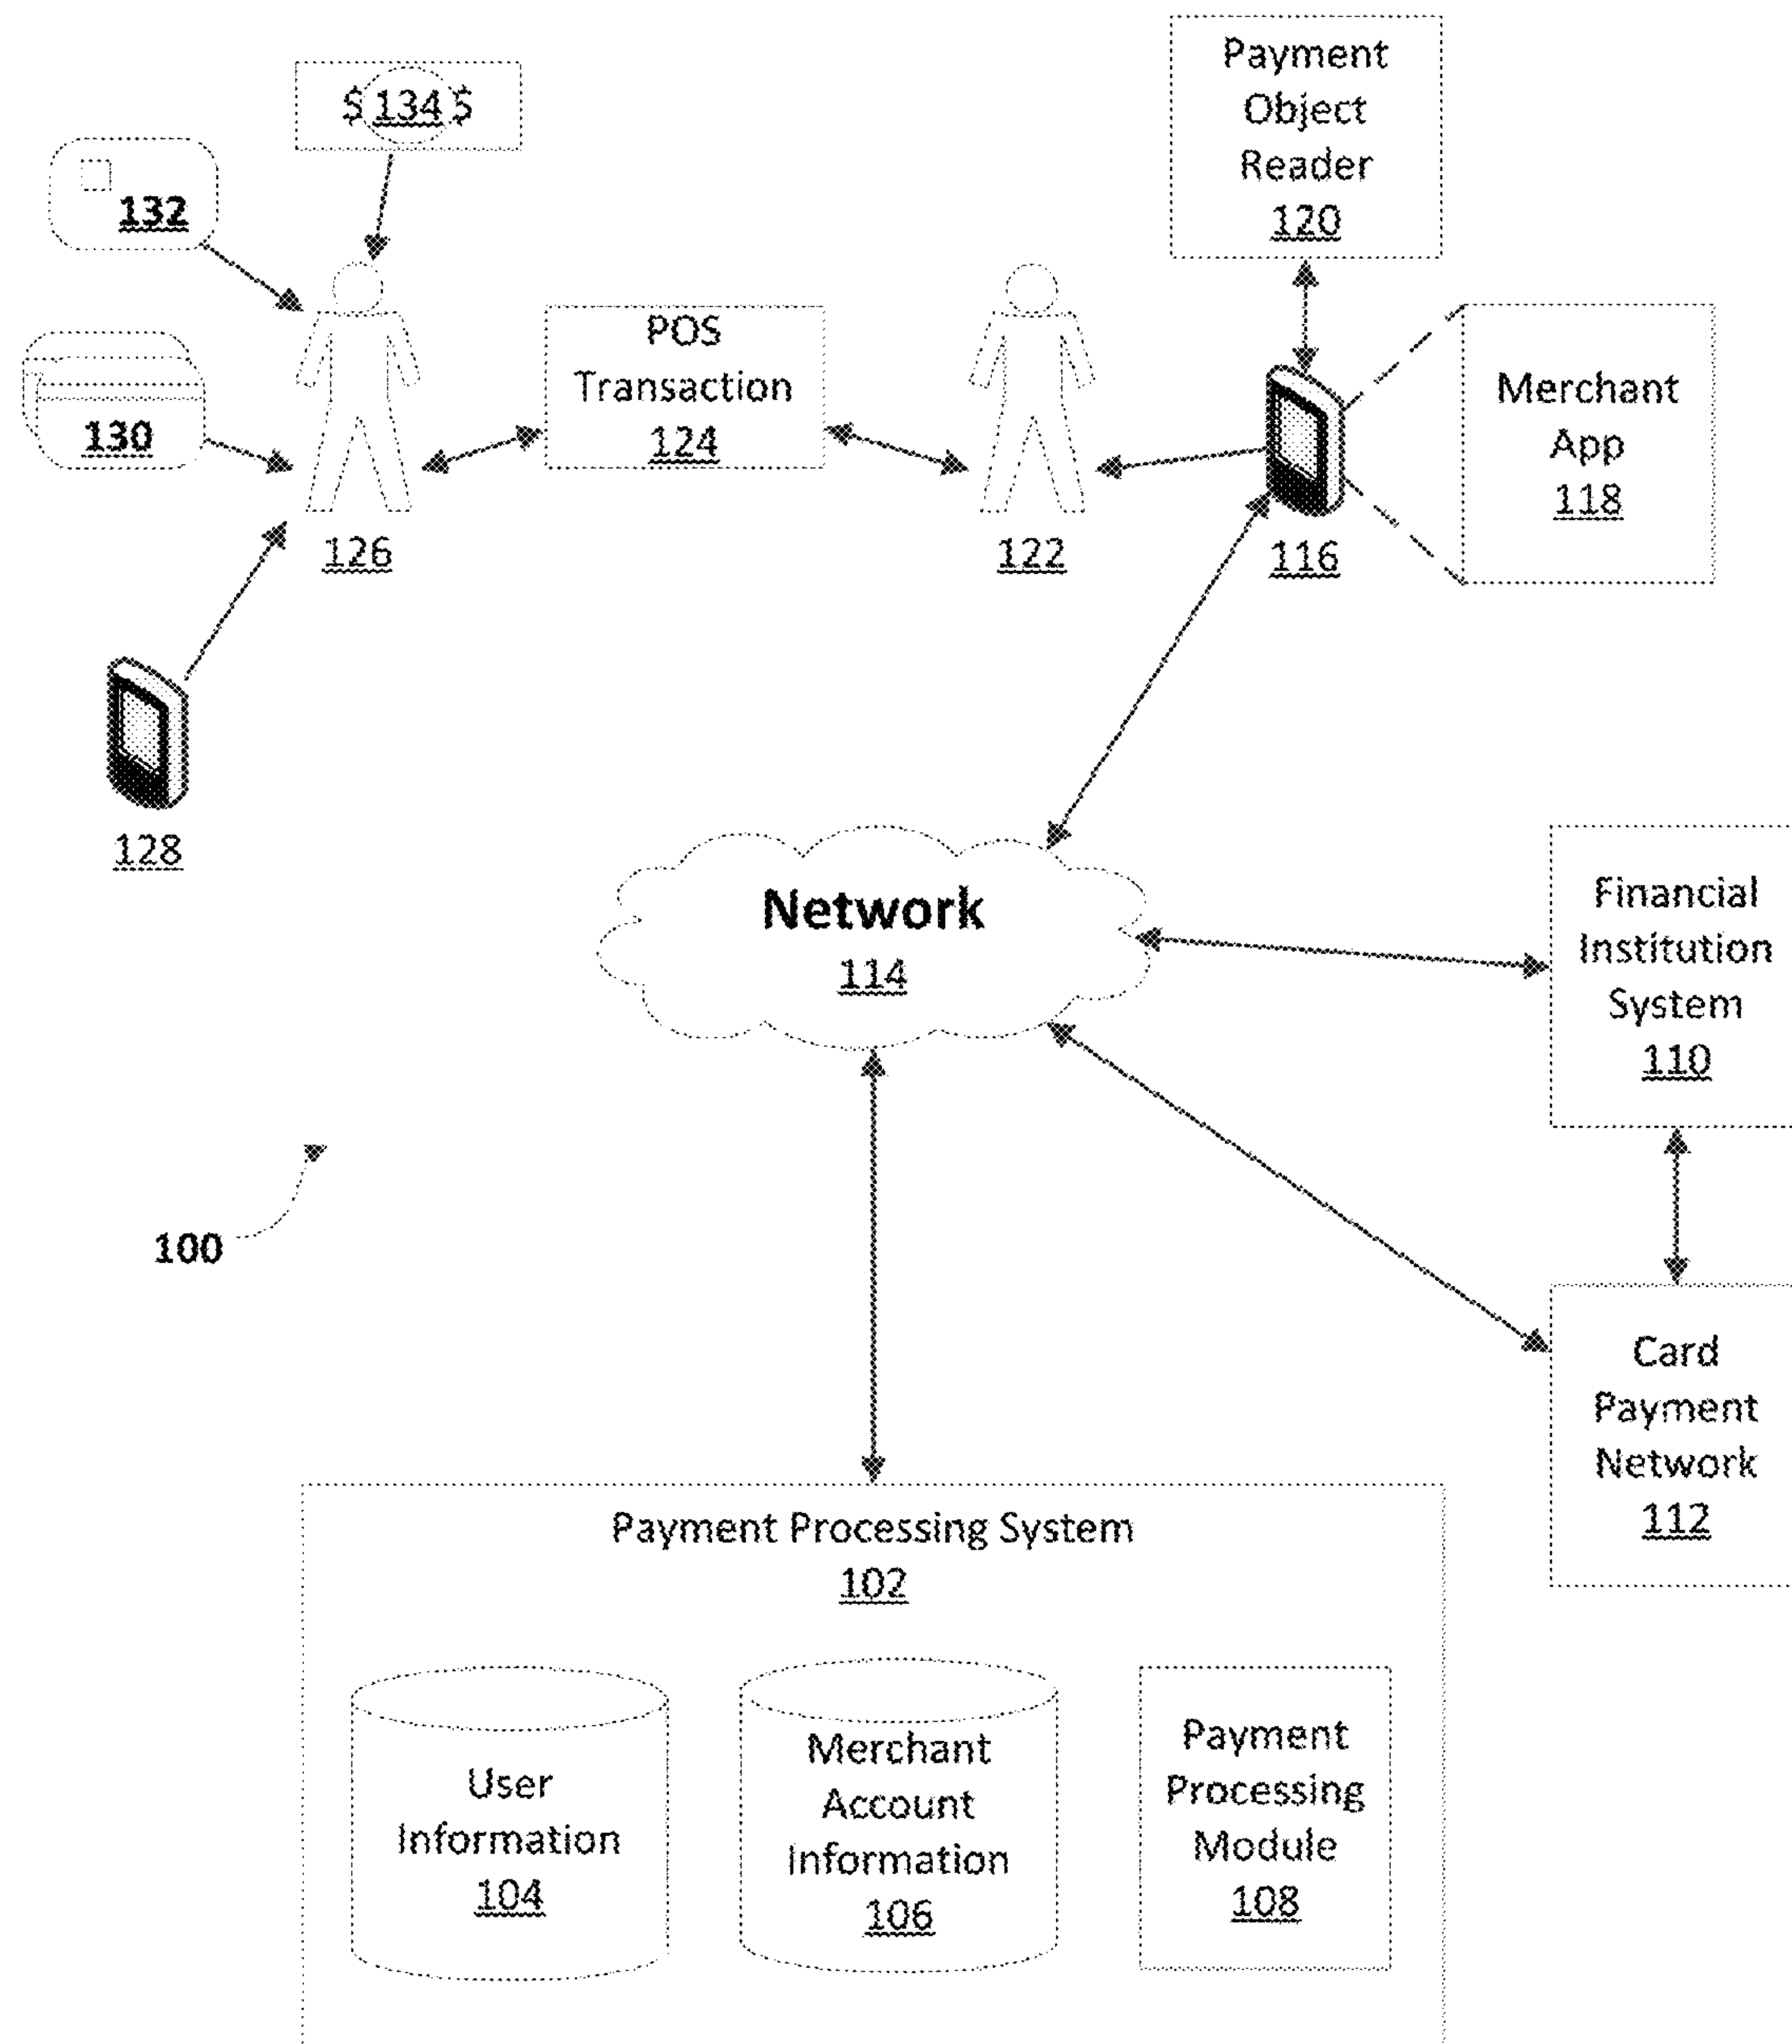 Payment
Object
Reader
120
$ 134 $
132
130
POS
Transaction
124
Merchant
App
118
126
122
116
128
Network
114
Financial
Institution
System
110
100
Card
Payment
Network
112
Payment Processing System
102
User
Information
104
Merchant
Account
Information
106
Payment
Processing
Module
108